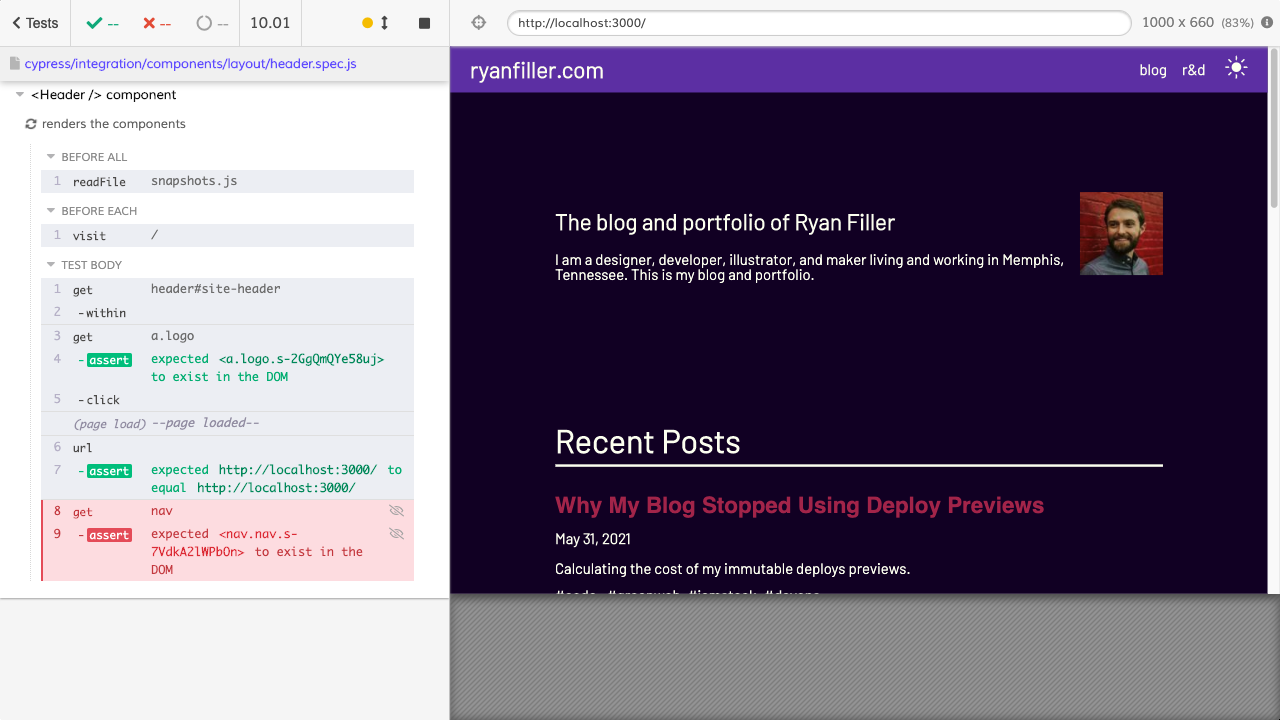 Tests
--
--
--
10.01
http://localhost:3000/
1000 x 660 (83%)
cypress/integration/components/layout/header.spec.js
<Header /> component
renders the components
BEFORE ALL
1 readFile snapshots.js
BEFORE EACH
1 visit /
TEST BODY
1 get header#site-header
2 -within
3 get a.logo
4 -assert expected <a.logo.s-2GgQmQYe58uj>
to exist in the DOM
5 -click
(page load) --page loaded--
6 url
7 -assert expected http://localhost:3000/ to
equal http://localhost:3000/
8 get nav
9 -assert expected <nav.nav.s-
7VdkA2lWPbOn> to exist in the
DOM
ryanfiller.com
blog r&d
The blog and portfolio of Ryan Filler
I am a designer, developer, illustrator, and maker living and working in Memphis,
Tennessee. This is my blog and portfolio.
Recent Posts
Why My Blog Stopped Using Deploy Previews
May 31, 2021
Calculating the cost of my immutable deploys previews.